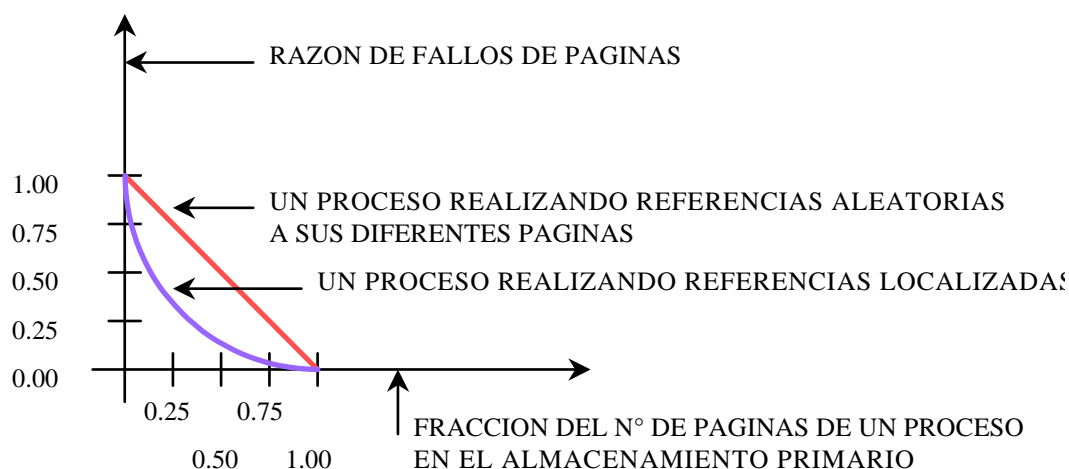 RAZON DE FALLOS DE PAGINAS
1.00
UN PROCESO REALIZANDO REFERENCIAS ALEATORIAS
A SUS DIFERENTES PAGINAS
0.75
0.50
UN PROCESO REALIZANDO REFERENCIAS LOCALIZADAS
0.25
0.00
0.25
0.75
FRACCION DEL N° DE PAGINAS DE UN PROCESO
EN EL ALMACENAMIENTO PRIMARIO
0.50
1.00